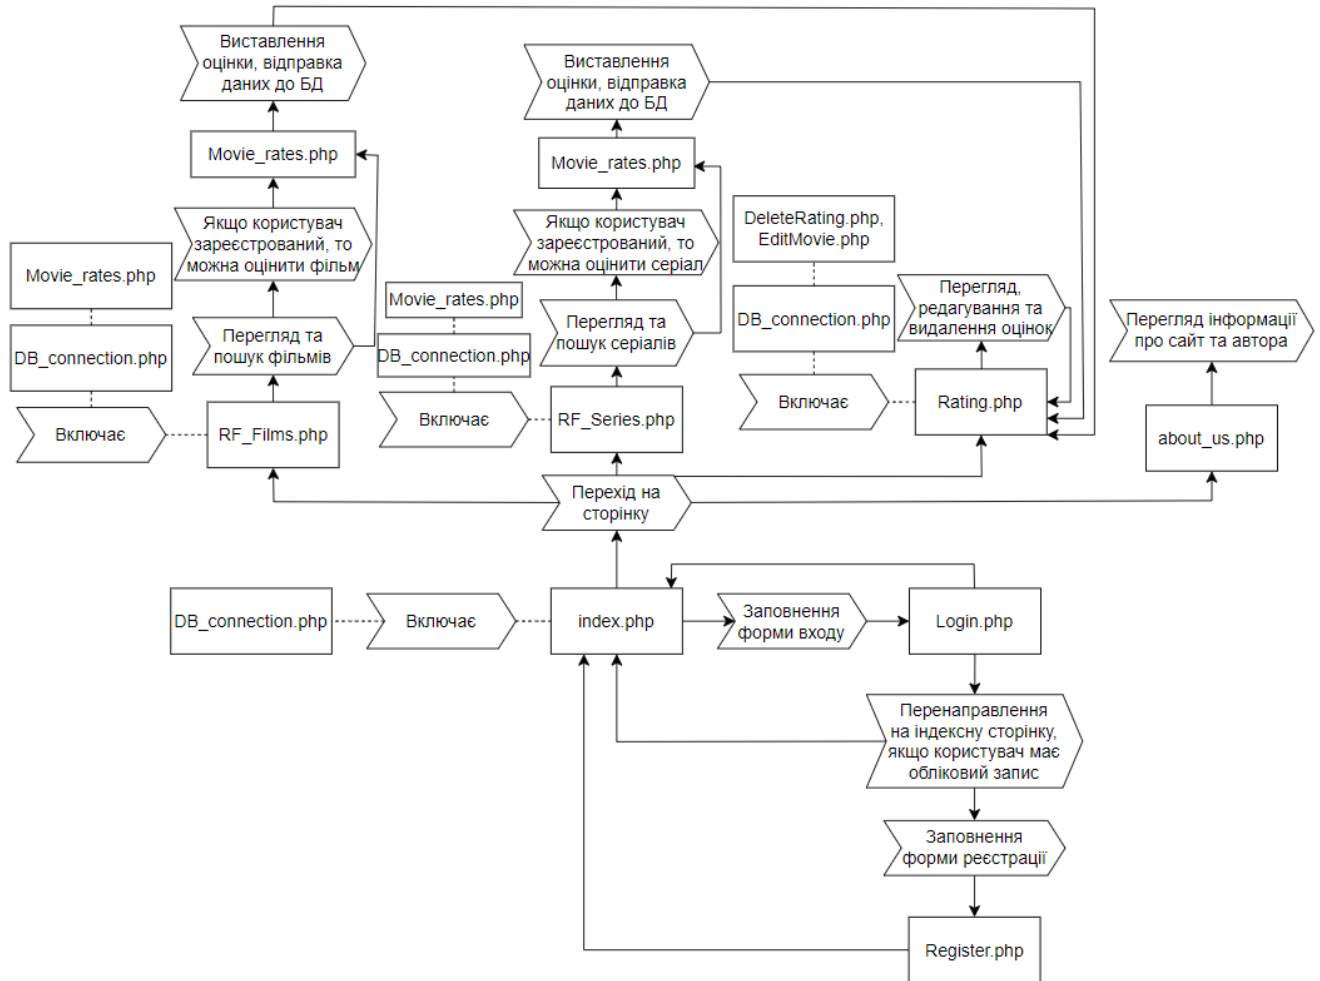 Виставлення
оцінки, відправка
даних до БД
Виставлення
оцінки, відправка
даних до БД
Movie_rates.php
Movie_rates.php
Якщо користувач
зареєстрований, то
можна оцінити фільм
Якщо користувач
зареєстрований, то
можна оцінити серіал
DeleteRating.php,
EditMovie.php
Movie_rates.php
Movie_rates.php
Перегляд,
редагування та
видалення оцінок
DB_connection.php
Перегляд та
пошук фільмів
DB_connection.php
Перегляд та
пошук серіалів
DB_connection.php
Перегляд інформації
про сайт та автора
Включає
RF_Films.php
Включає
RF_Series.php
Включає
Rating.php
about_us.php
Перехід на
сторінку
DB_connection.php
Включає
index.php
Заповнення
форми входу
Login.php
Перенаправлення
на індексну сторінку,
якщо користувач має
обліковий запис
Заповнення
форми реєстрації
Register.php